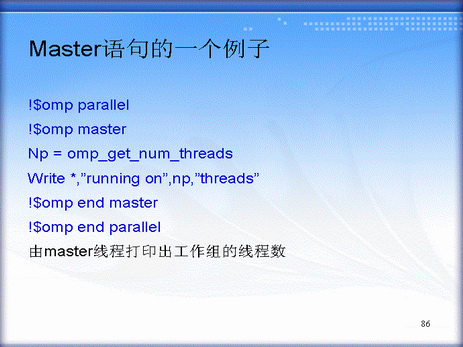 Master语句的一个例子
!$omp parallel
!$omp master
Np = omp_get_num_threads
Write *,”running on”,np,”threads”
!$omp end master
!$omp end parallel
由master线程打印出工作组的线程数
86